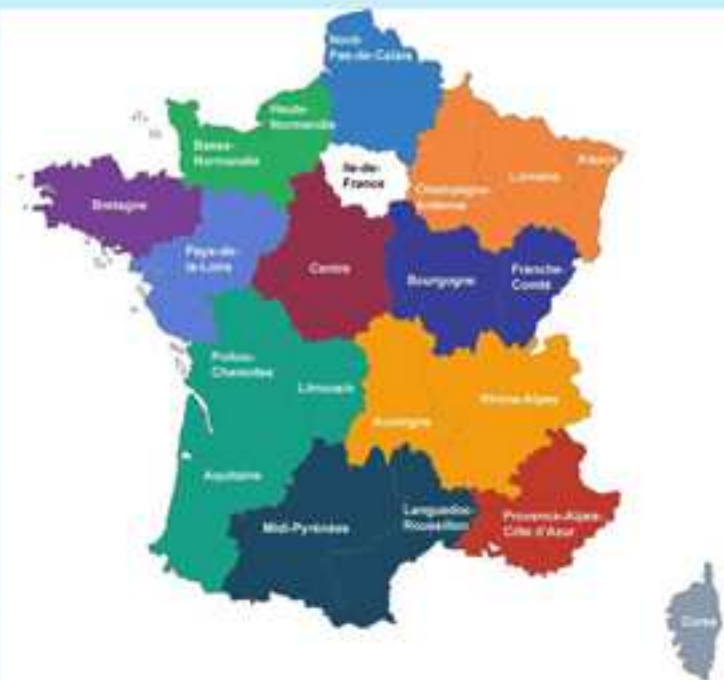 Nord-
Pas-de-Calais
Haute-
Normandie
Basse-
Normandie
Ile-de-
France
Champagne-
Ardenne
Lorraine
Alsace
Bretagne
Pays-de-
la-Loire
Centre
Bourgogne
Franche-
Comté
Poitou-
Charentes
Limousin
Auvergne
Rhône-Alpes
Aquitaine
Midi-Pyrénées
Languedoc-
Roussillon
Provence-Alpes-
Côte d'Azur
Corse